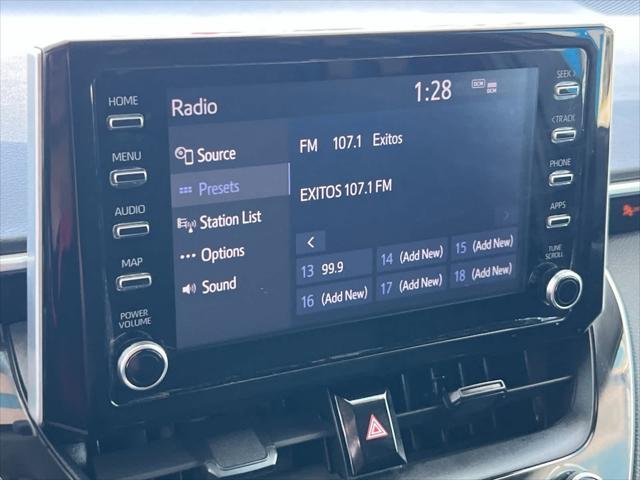 HOME
MENU
AUDIO
MAP
POWER
VOLUME
Radio
1:28
DCM
DCM
Source
Presets
Station List
Options
Sound
FM 107.1 Exitos
EXITOS 107.1 FM
<
13 99.9
14 (Add New)
15 (Add New)
16 (Add New)
17 (Add New)
18 (Add New)
SEEK >
< TRACK
PHONE
APPS
TUNE
SCROLL